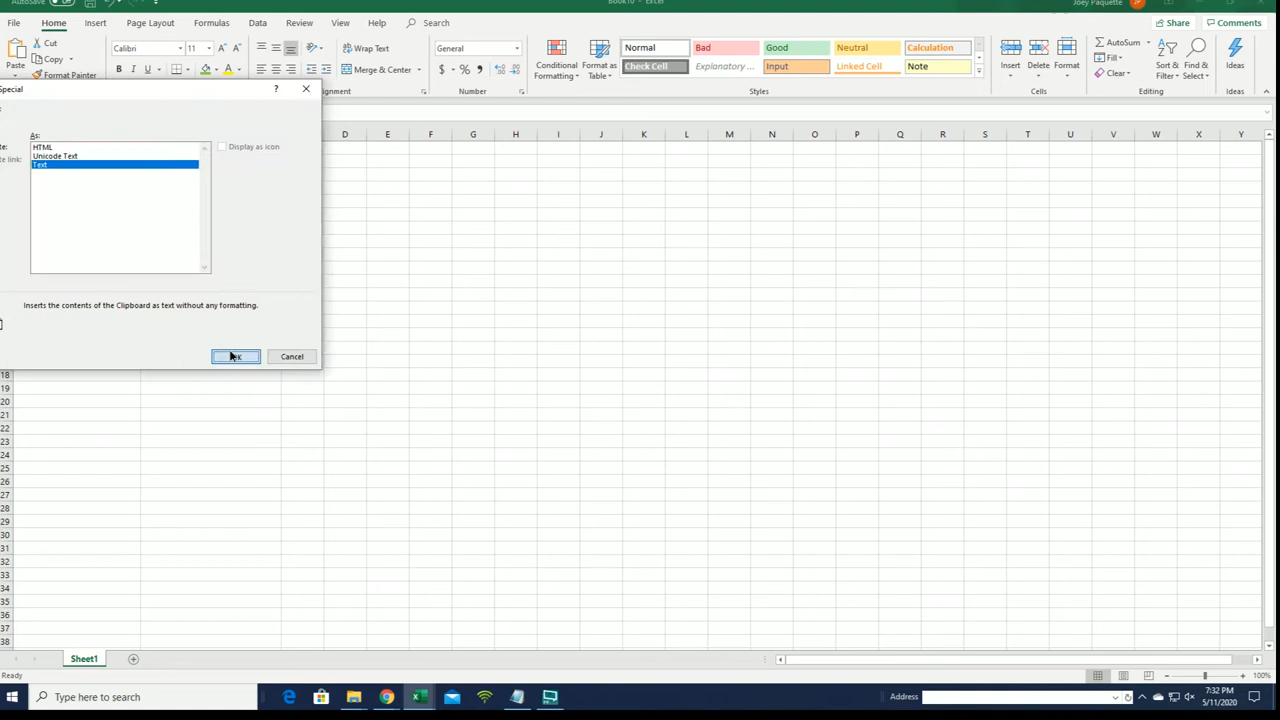 AutoSave Off Book10 - Excel Joey Paquette JP
File Home Insert Page Layout Formulas Data Review View Help Search Share Comments
Cut Calibri 11 Wrap Text General Normal Bad Good Neutral Calculation AutoSum
Paste Copy Format Painter B I U Merge & Center $ % Conditional Formatting Format as Table Check Cell Explanatory ... Input Linked Cell Note Insert Delete Format Fill Clear Sort & Filter Find & Select Ideas
Number Styles Cells Editing Ideas
Special ?
As:
HTML
Unicode Text
Text
Display as icon
Inserts the contents of the Clipboard as text without any formatting.
Cancel
D E F G H I J K L M N O P Q R S T U V W X Y
18
19
20
21
22
23
24
25
26
27
28
29
30
31
32
33
34
35
36
37
38
Sheet1
Ready 100%
Type here to search Address 7:32 PM
5/11/2020